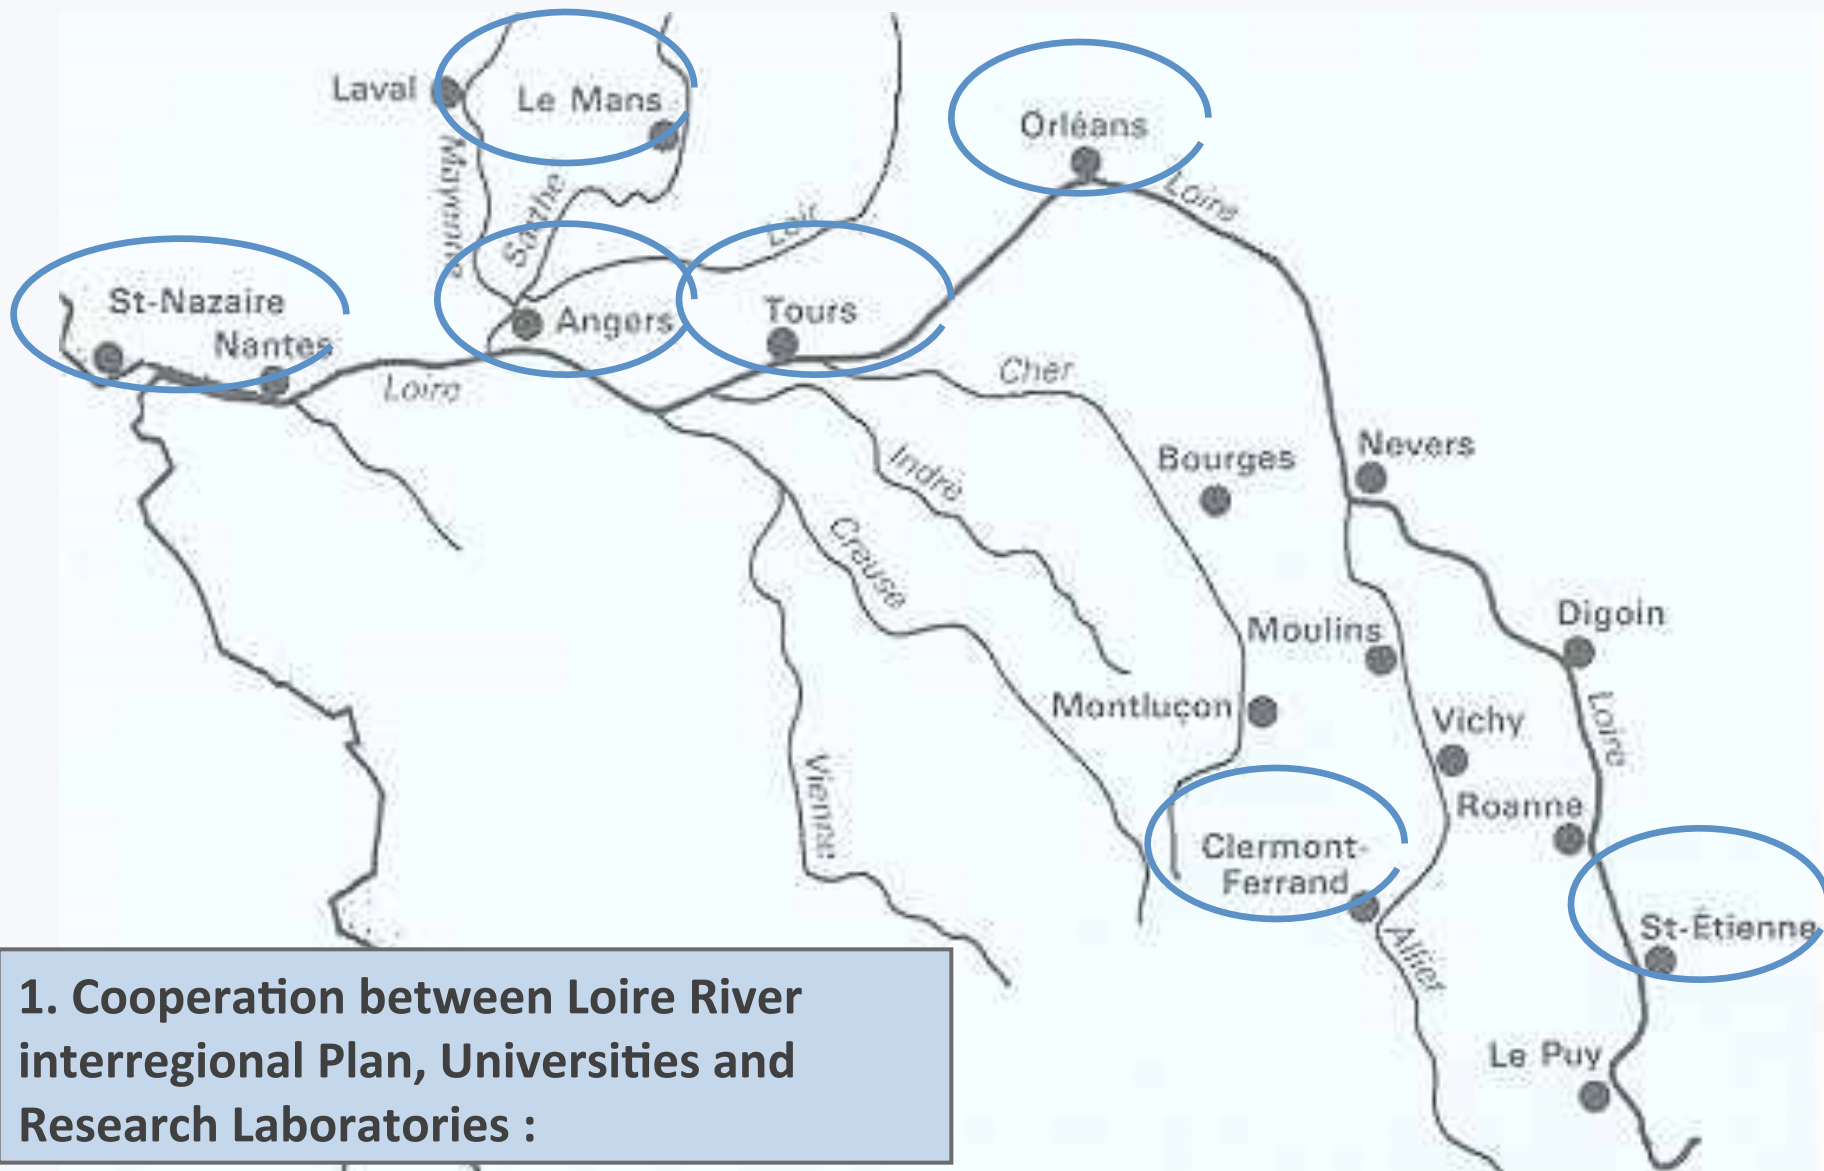 Laval
Le Mans
Orléans
Mayenne
Sarthe
Loir
Loire
St-Nazaire
Nantes
Angers
Tours
Loire
Cher
Bourges
Nevers
Indre
Creuse
Moulins
Digoin
Montluçon
Vichy
Loire
Vienne
Roanne
Clermont-
Ferrand
St-Étienne
Allier
Le Puy
1. Cooperation between Loire River
interregional Plan, Universities and
Research Laboratories :